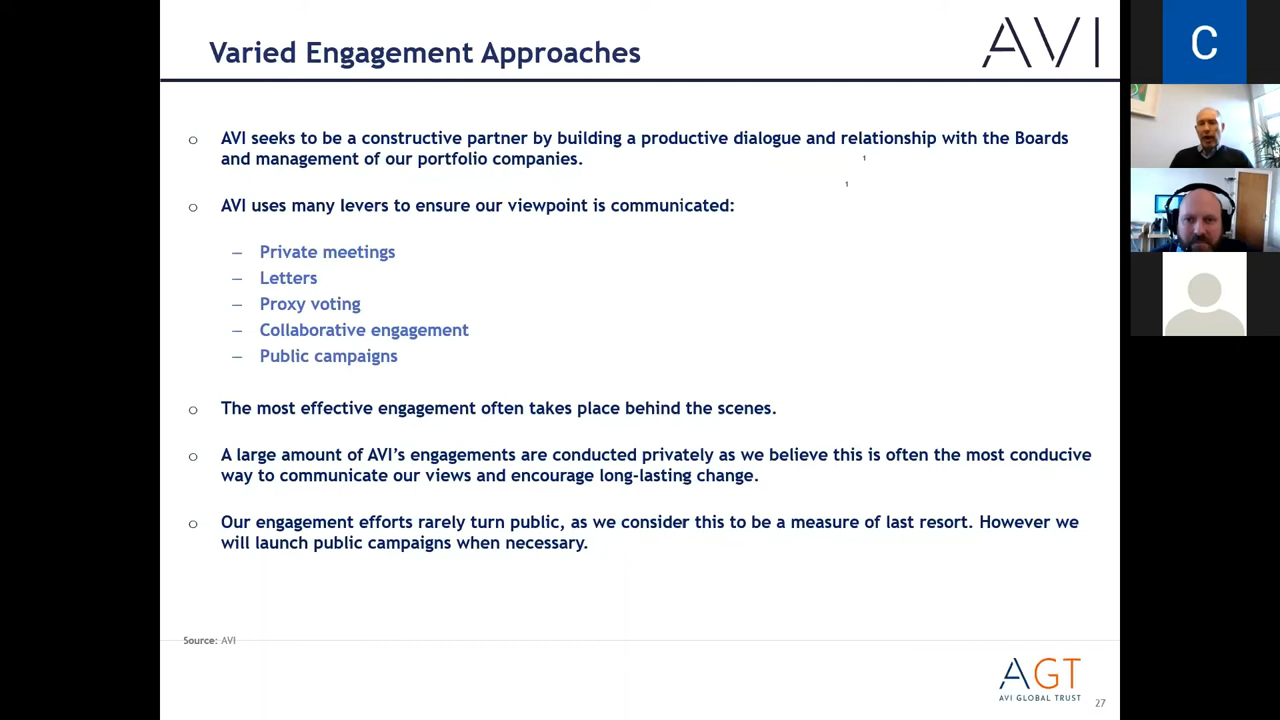 Varied Engagement Approaches
AVI
C
o AVI seeks to be a constructive partner by building a productive dialogue and relationship with the Boards
and management of our portfolio companies.
1
1
o AVI uses many levers to ensure our viewpoint is communicated:
– Private meetings
– Letters
– Proxy voting
– Collaborative engagement
– Public campaigns
o The most effective engagement often takes place behind the scenes.
o A large amount of AVI’s engagements are conducted privately as we believe this is often the most conducive
way to communicate our views and encourage long-lasting change.
o Our engagement efforts rarely turn public, as we consider this to be a measure of last resort. However we
will launch public campaigns when necessary.
Source: AVI
AGT
AVI GLOBAL TRUST
27